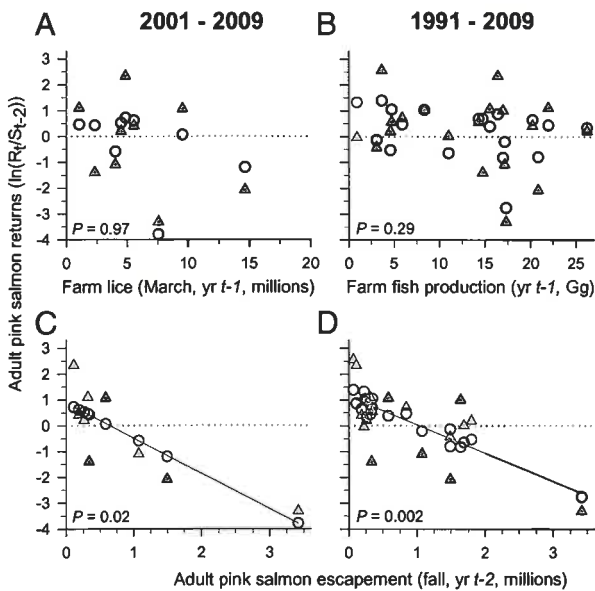 A
2001 - 2009
B
1991 - 2009
Adult pink salmon returns (ln(Rt/St-2))
3
2
1
0
-1
-2
-3
-4
P = 0.97
P = 0.29
0
5
10
15
20
0
5
10
15
20
25
Farm lice (March, yr t-1, millions)
Farm fish production (yr t-1, Gg)
C
D
3
2
1
0
-1
-2
-3
-4
P = 0.02
P = 0.002
0
1
2
3
0
1
2
3
Adult pink salmon escapement (fall, yr t-2, millions)